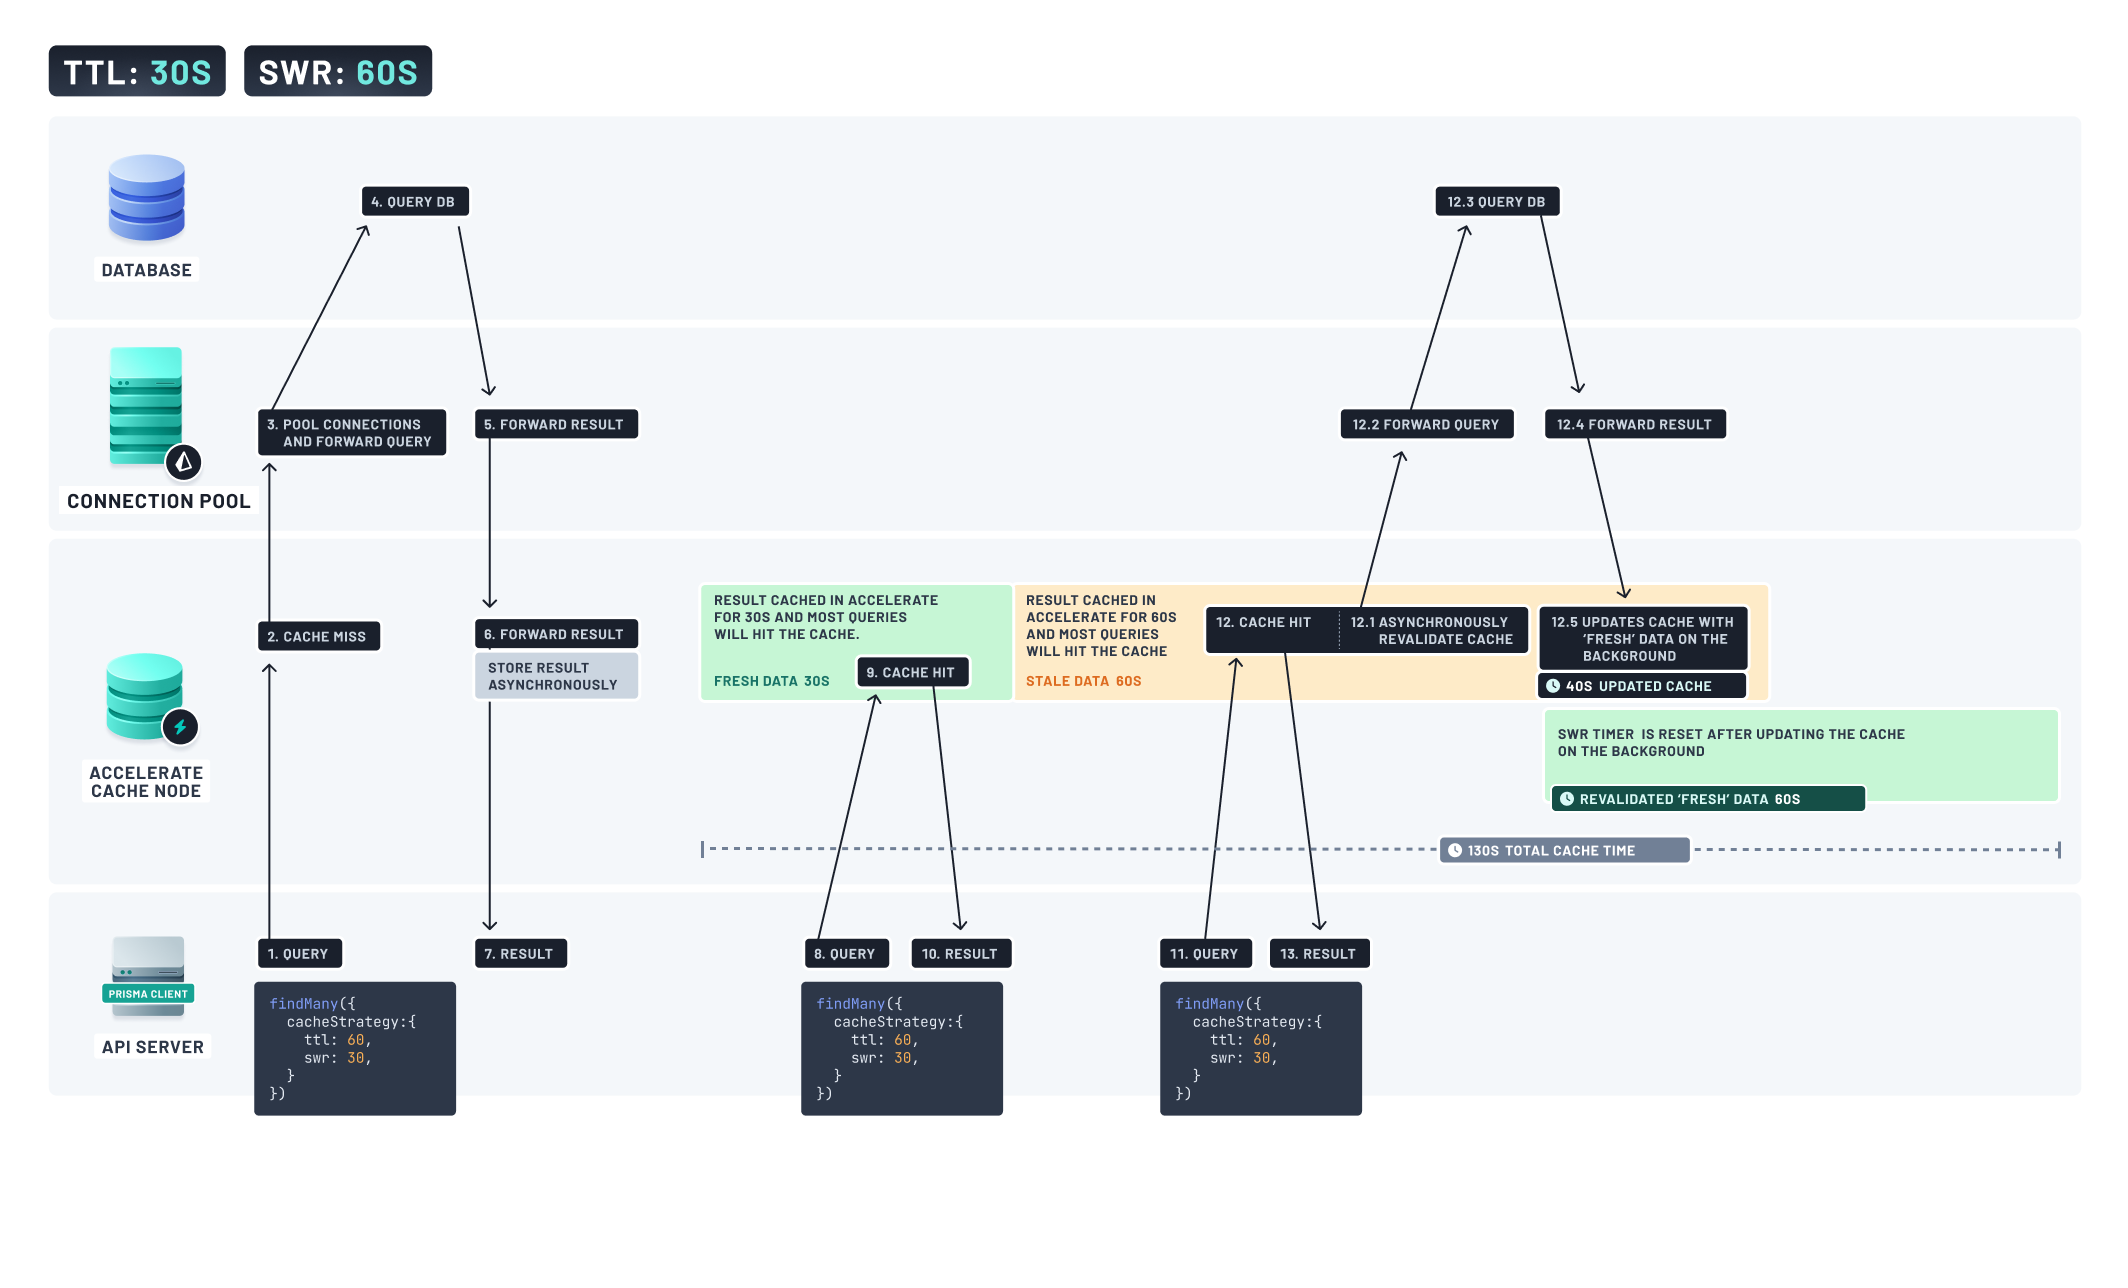 TTL: 30S
SWR: 60S
DATABASE
4. QUERY DB
12.3 QUERY DB
CONNECTION POOL
3. POOL CONNECTIONS
AND FORWARD QUERY
5. FORWARD RESULT
12.2 FORWARD QUERY
12.4 FORWARD RESULT
ACCELERATE
CACHE NODE
2. CACHE MISS
6. FORWARD RESULT
STORE RESULT
ASYNCHRONOUSLY
RESULT CACHED IN ACCELERATE
FOR 30S AND MOST QUERIES
WILL HIT THE CACHE.
FRESH DATA 30S
9. CACHE HIT
RESULT CACHED IN
ACCELERATE FOR 60S
AND MOST QUERIES
WILL HIT THE CACHE
STALE DATA 60S
12. CACHE HIT
12.1 ASYNCHRONOUSLY
REVALIDATE CACHE
12.5 UPDATES CACHE WITH
‘FRESH’ DATA ON THE
BACKGROUND
40S UPDATED CACHE
SWR TIMER IS RESET AFTER UPDATING THE CACHE
ON THE BACKGROUND
REVALIDATED ‘FRESH’ DATA 60S
130S TOTAL CACHE TIME
PRISMA CLIENT
API SERVER
1. QUERY
7. RESULT
8. QUERY
10. RESULT
11. QUERY
13. RESULT
findMany({
cacheStrategy:{
ttl: 60,
swr: 30,
}
})
findMany({
cacheStrategy:{
ttl: 60,
swr: 30,
}
})
findMany({
cacheStrategy:{
ttl: 60,
swr: 30,
}
})